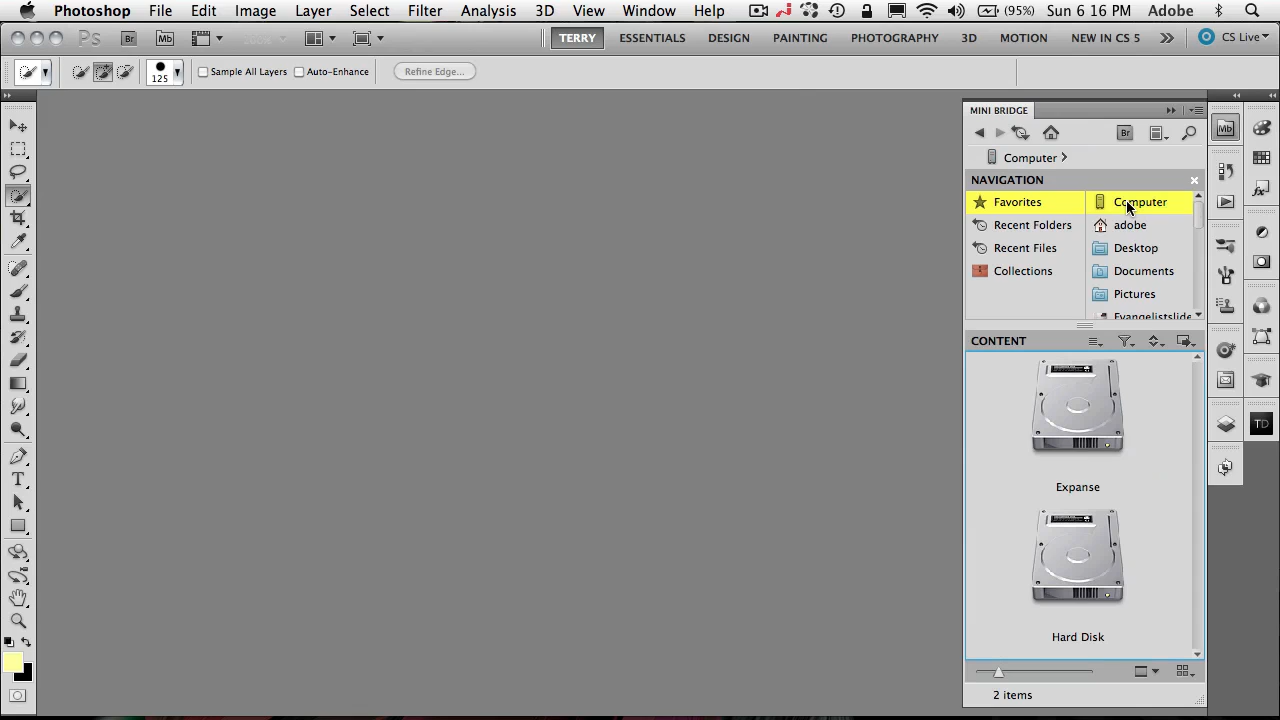 Photoshop File Edit Image Layer Select Filter Analysis 3D View Window Help (95%) Sun 6 16 PM Adobe
Ps Br Mb TERRY ESSENTIALS DESIGN PAINTING PHOTOGRAPHY 3D MOTION NEW IN CS 5 CS Live
125 Sample All Layers Auto-Enhance Refine Edge...
MINI BRIDGE
Br
Mb
Computer
NAVIGATION
Favorites Computer
Recent Folders adobe
Recent Files Desktop
Collections Documents
Pictures
Evangelistslide
CONTENT
TD
T
Expanse
Hard Disk
2 items